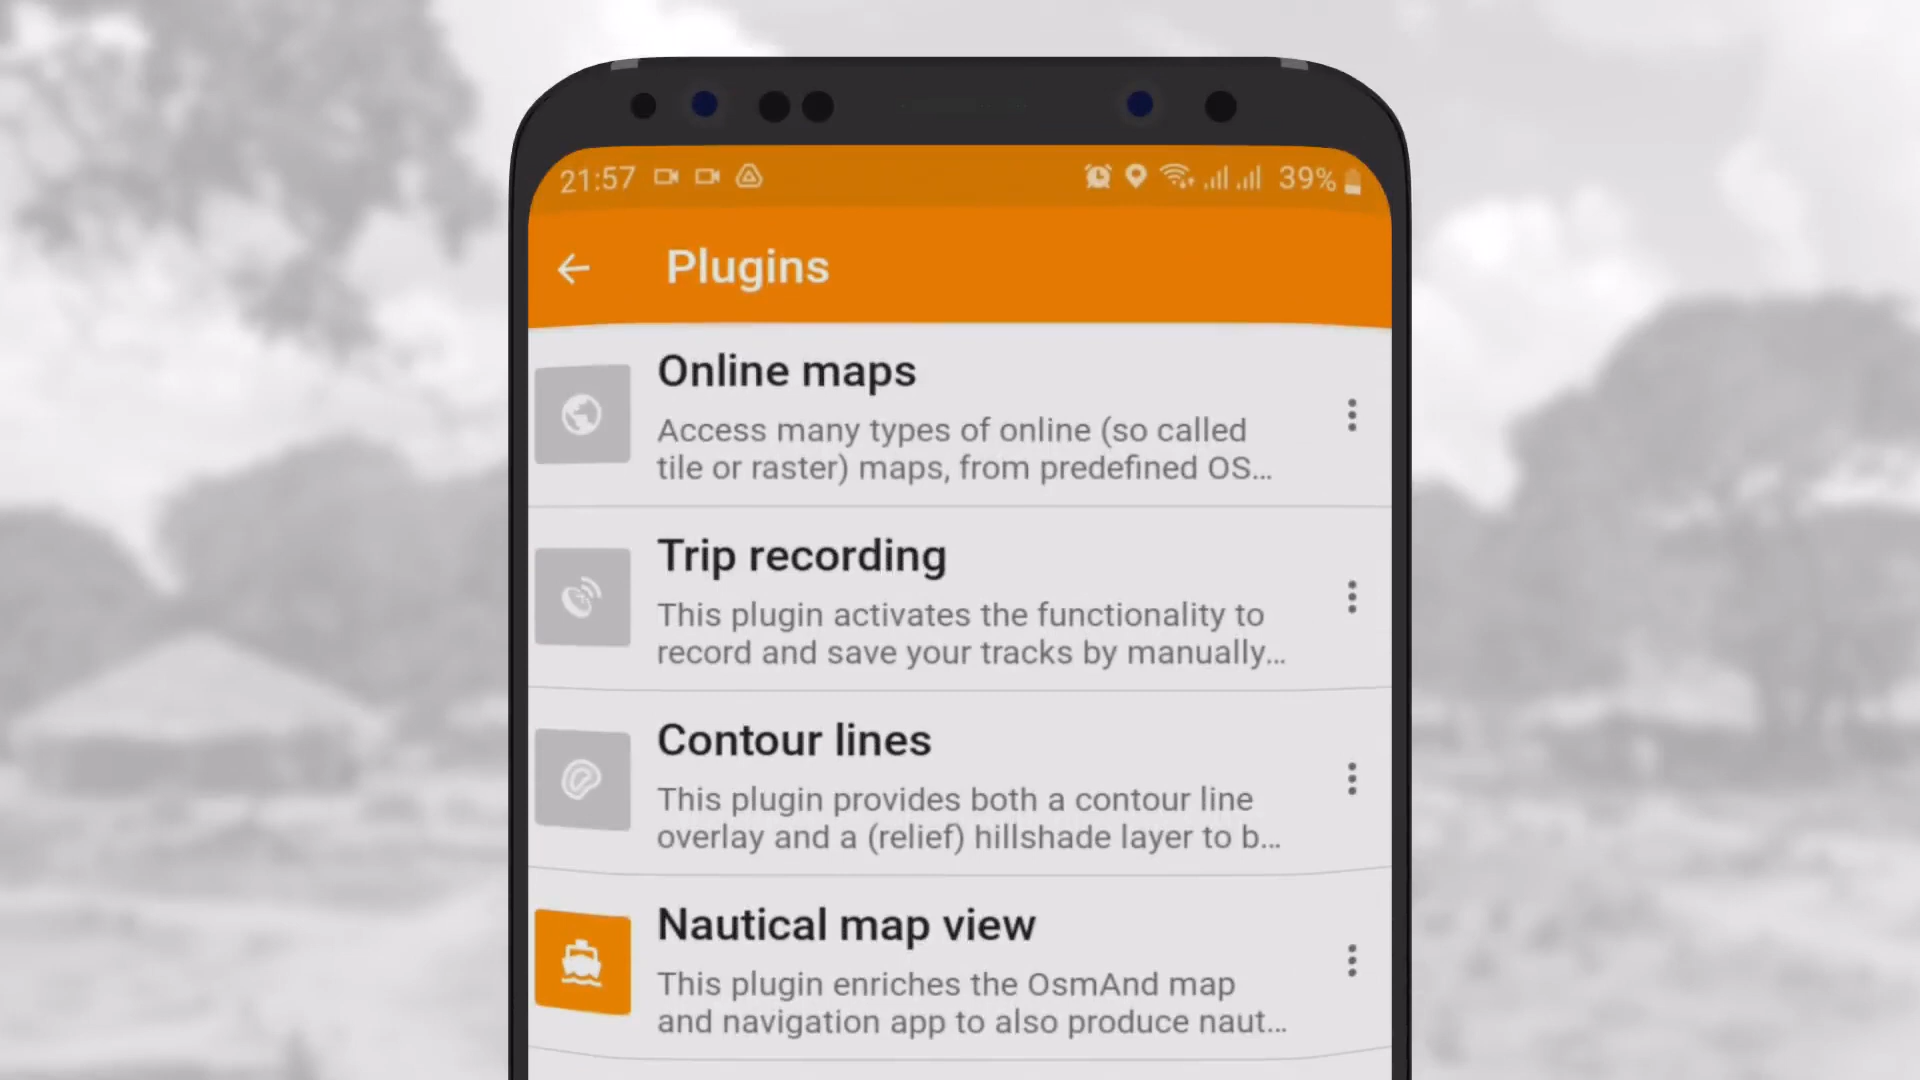 21:57 39%
Plugins
Online maps
Access many types of online (so called
tile or raster) maps, from predefined OS...
Trip recording
This plugin activates the functionality to
record and save your tracks by manually...
Contour lines
This plugin provides both a contour line
overlay and a (relief) hillshade layer to b...
Nautical map view
This plugin enriches the OsmAnd map
and navigation app to also produce naut...